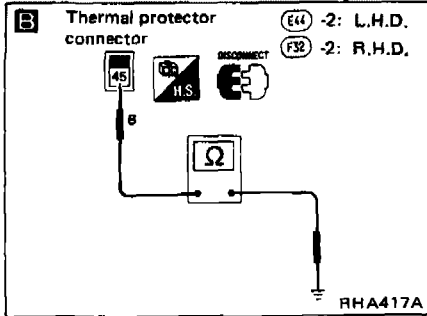 B Thermal protector connector
E44 -2: L.H.D.
F32 -2: R.H.D.
DISCONNECT
45
H.S.
B
Ω
RHA417A